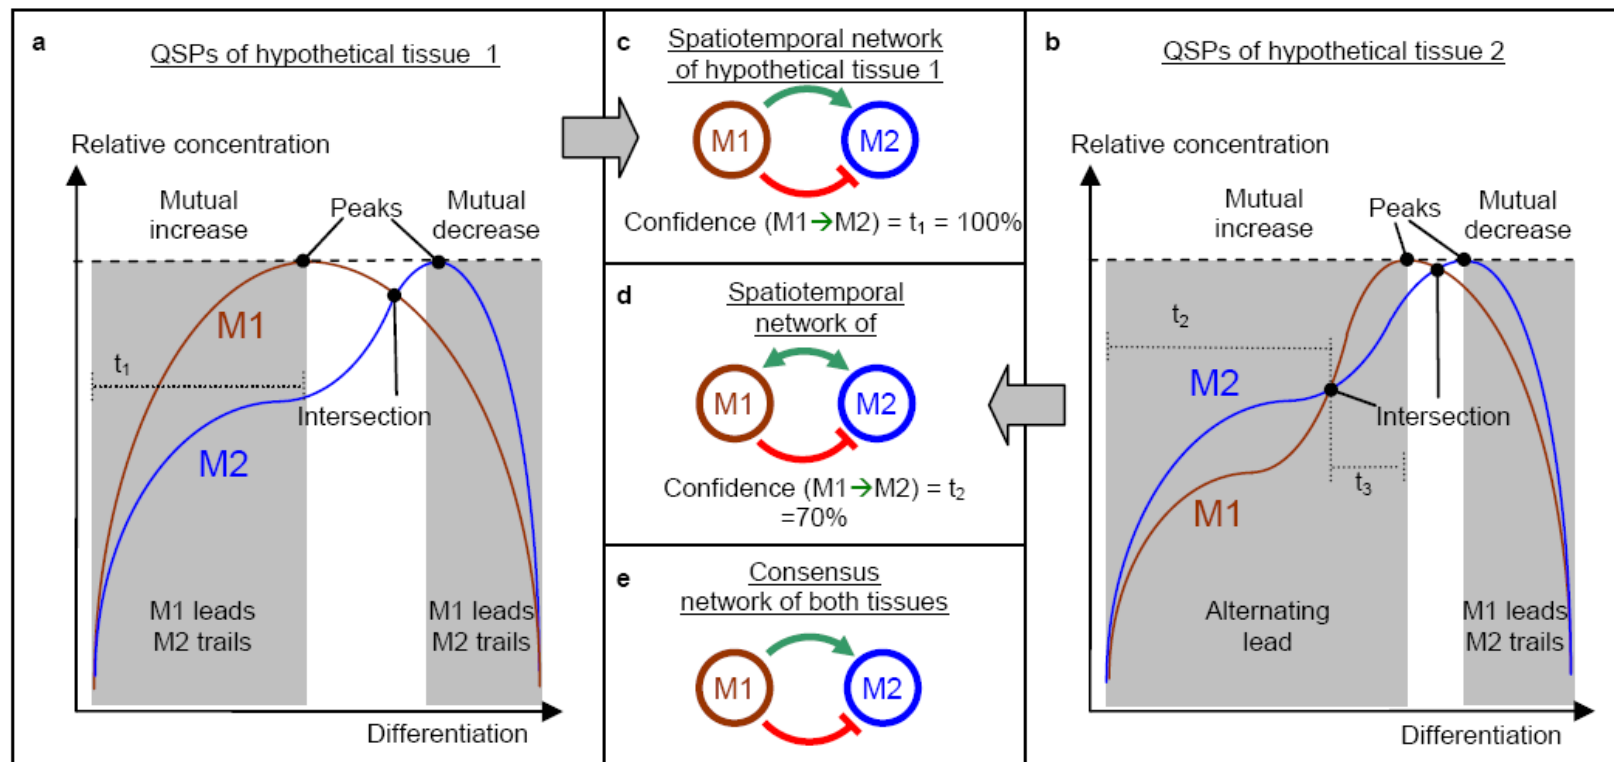 a
QSPs of hypothetical tissue 1
Relative concentration
Mutual
increase
Peaks
Mutual
decrease
M1
t1
Intersection
M2
M1 leads
M2 trails
M1 leads
M2 trails
Differentiation
c
Spatiotemporal network
of hypothetical tissue 1
M1
M2
Confidence (M1→M2) = t1 = 100%
d
Spatiotemporal
network of
M1
M2
Confidence (M1→M2) = t2
=70%
e
Consensus
network of both tissues
M1
M2
b
QSPs of hypothetical tissue 2
Relative concentration
Mutual
increase
Peaks
Mutual
decrease
t2
M2
Intersection
t3
M1
Alternating
lead
M1 leads
M2 trails
Differentiation